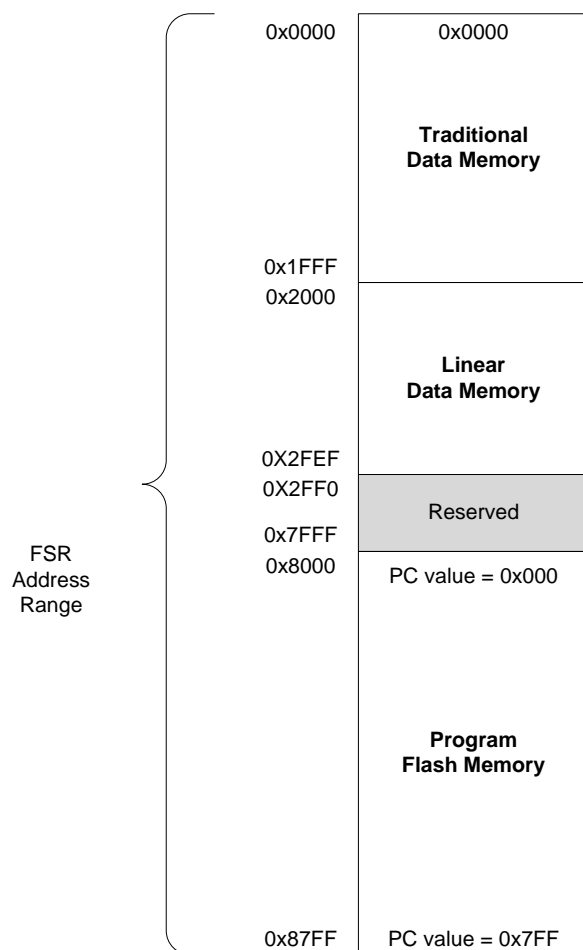 0x0000
0x0000
Traditional
Data Memory
0x1FFF
0x2000
Linear
Data Memory
0X2FEF
0X2FF0
Reserved
0x7FFF
0x8000
PC value = 0x000
FSR
Address
Range
Program
Flash Memory
0x87FF
PC value = 0x7FF